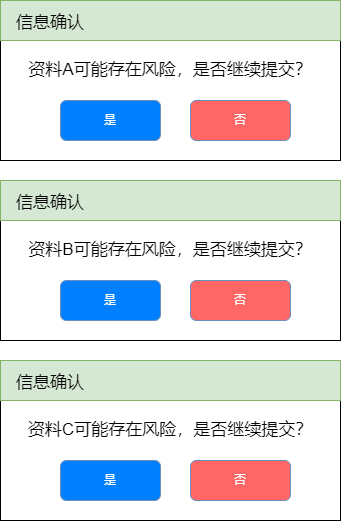 信息确认
资料A可能存在风险，是否继续提交？
是
否
信息确认
资料B可能存在风险，是否继续提交？
是
否
信息确认
资料C可能存在风险，是否继续提交？
是
否